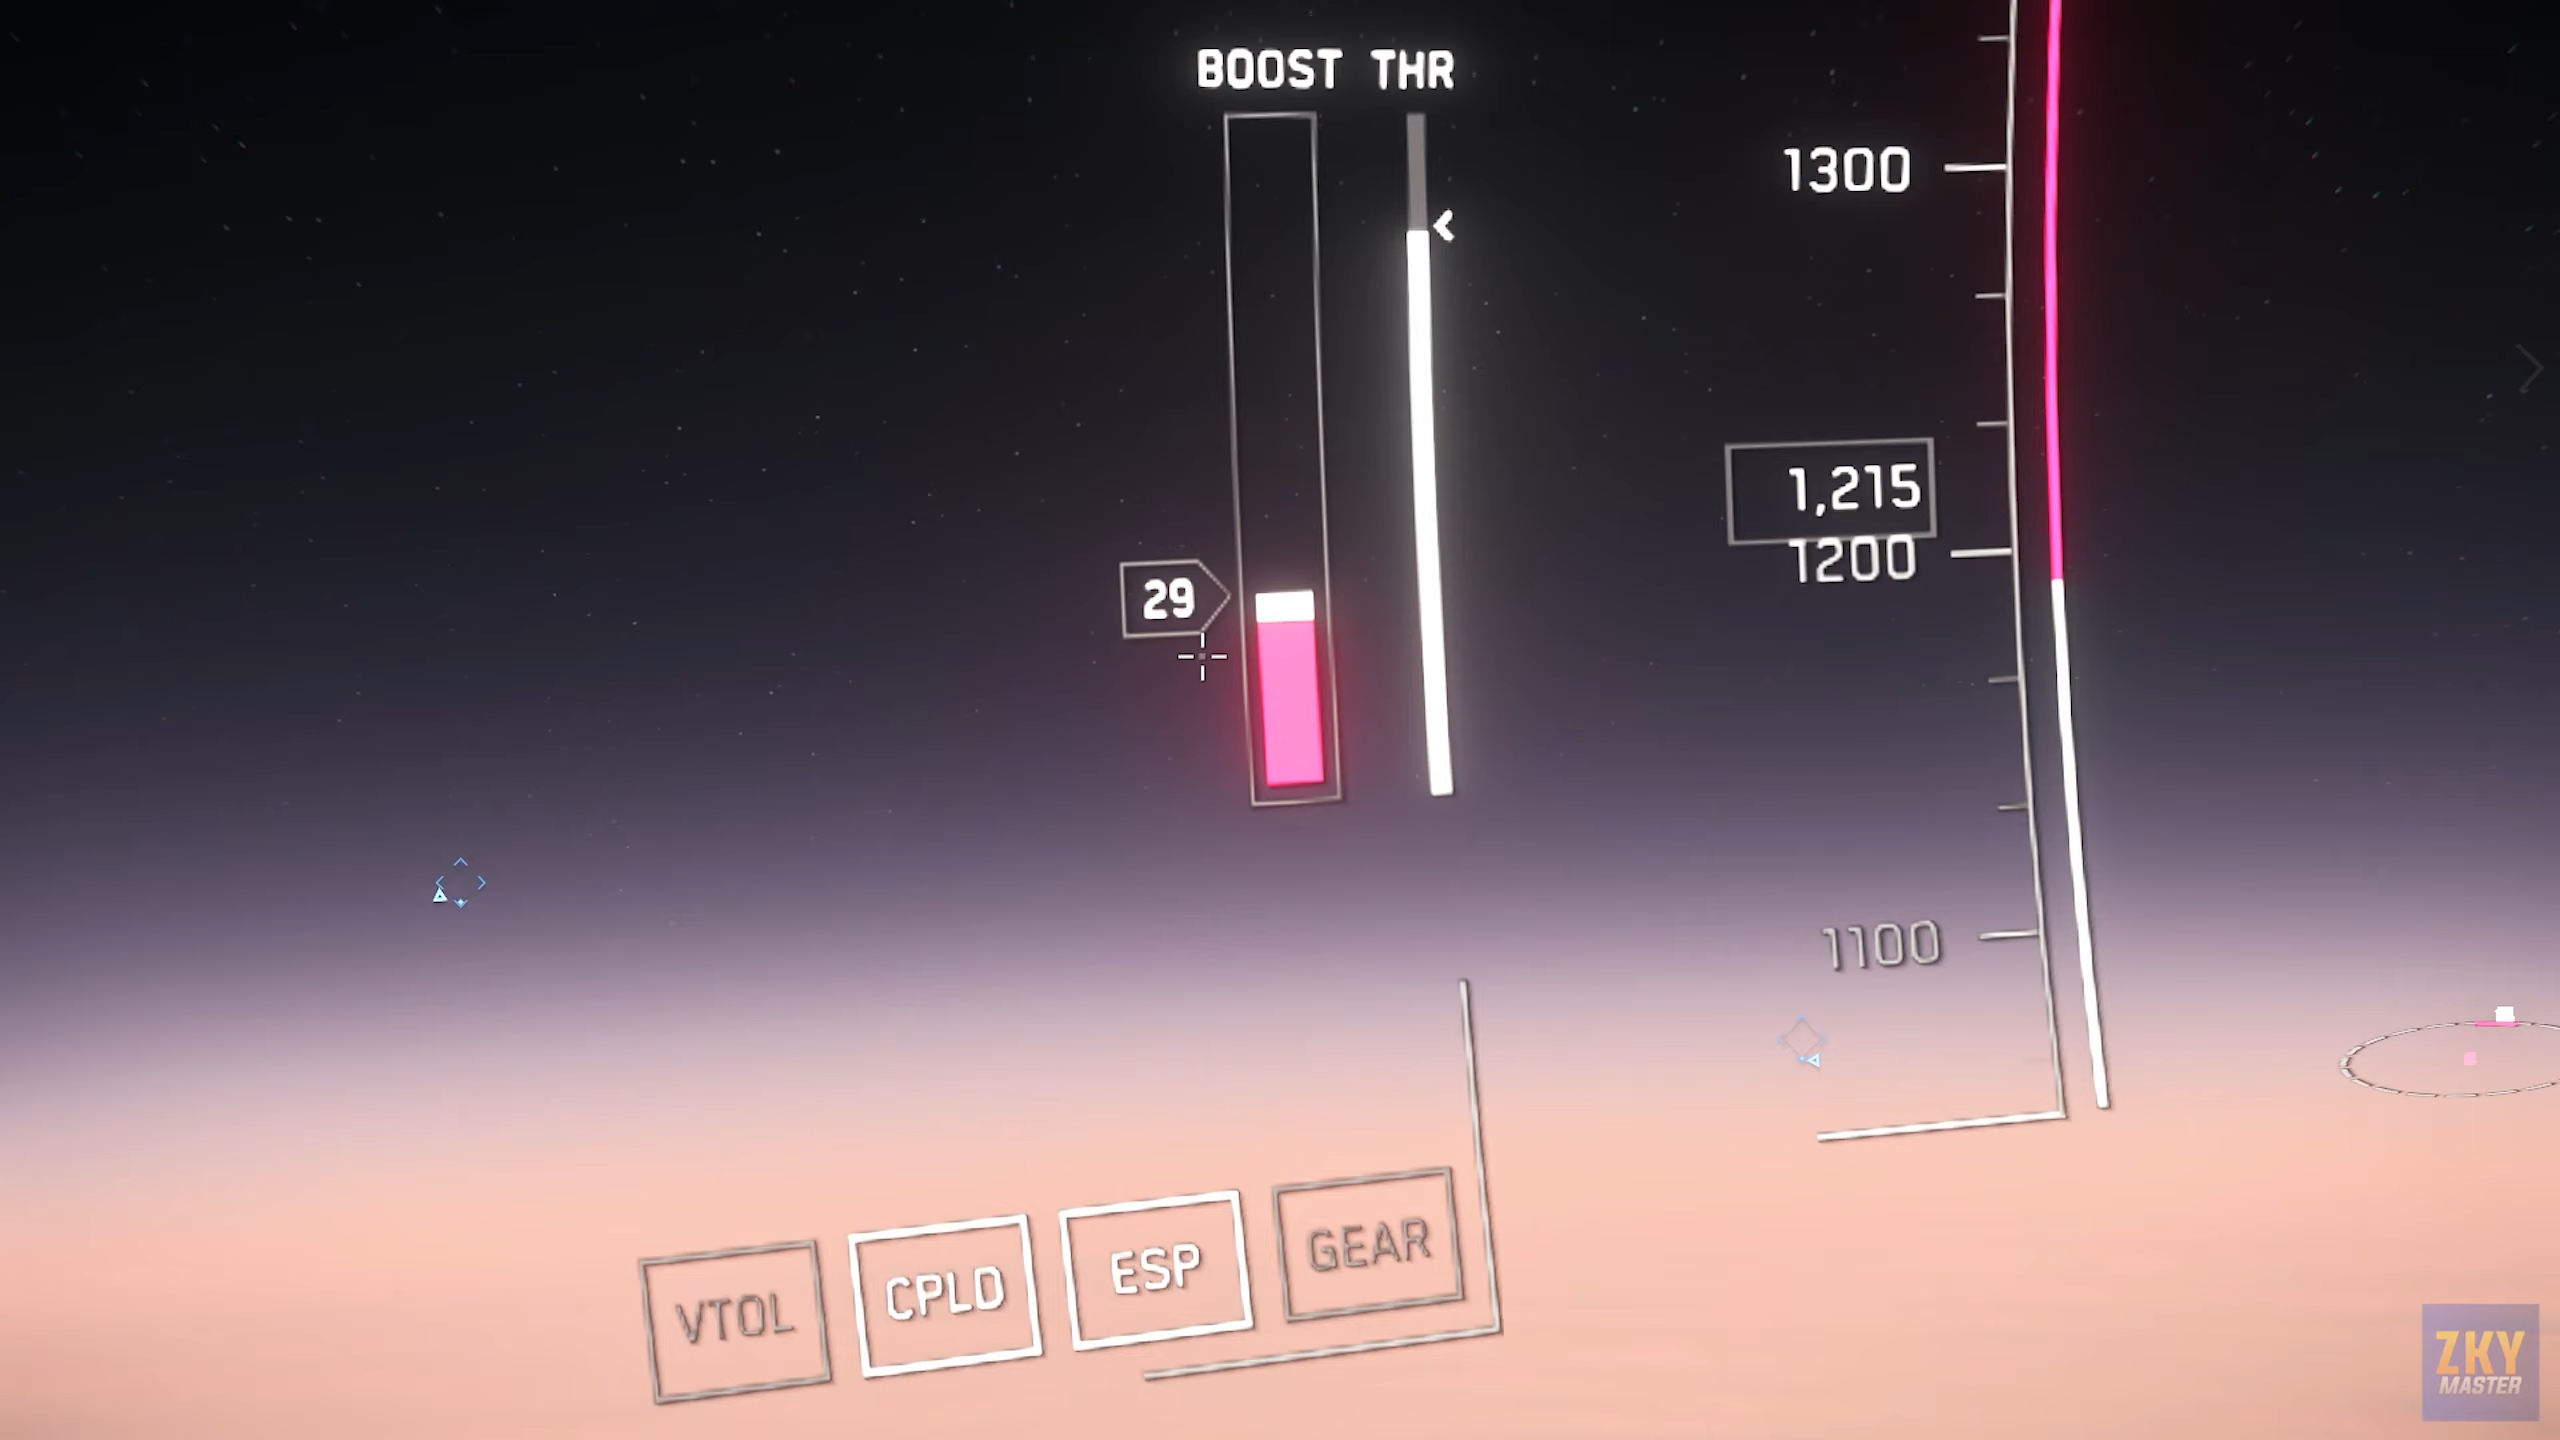 BOOST THR
1300
1,215
1200
29
1100
VTOL CPLD ESP GEAR
ZKY
MASTER